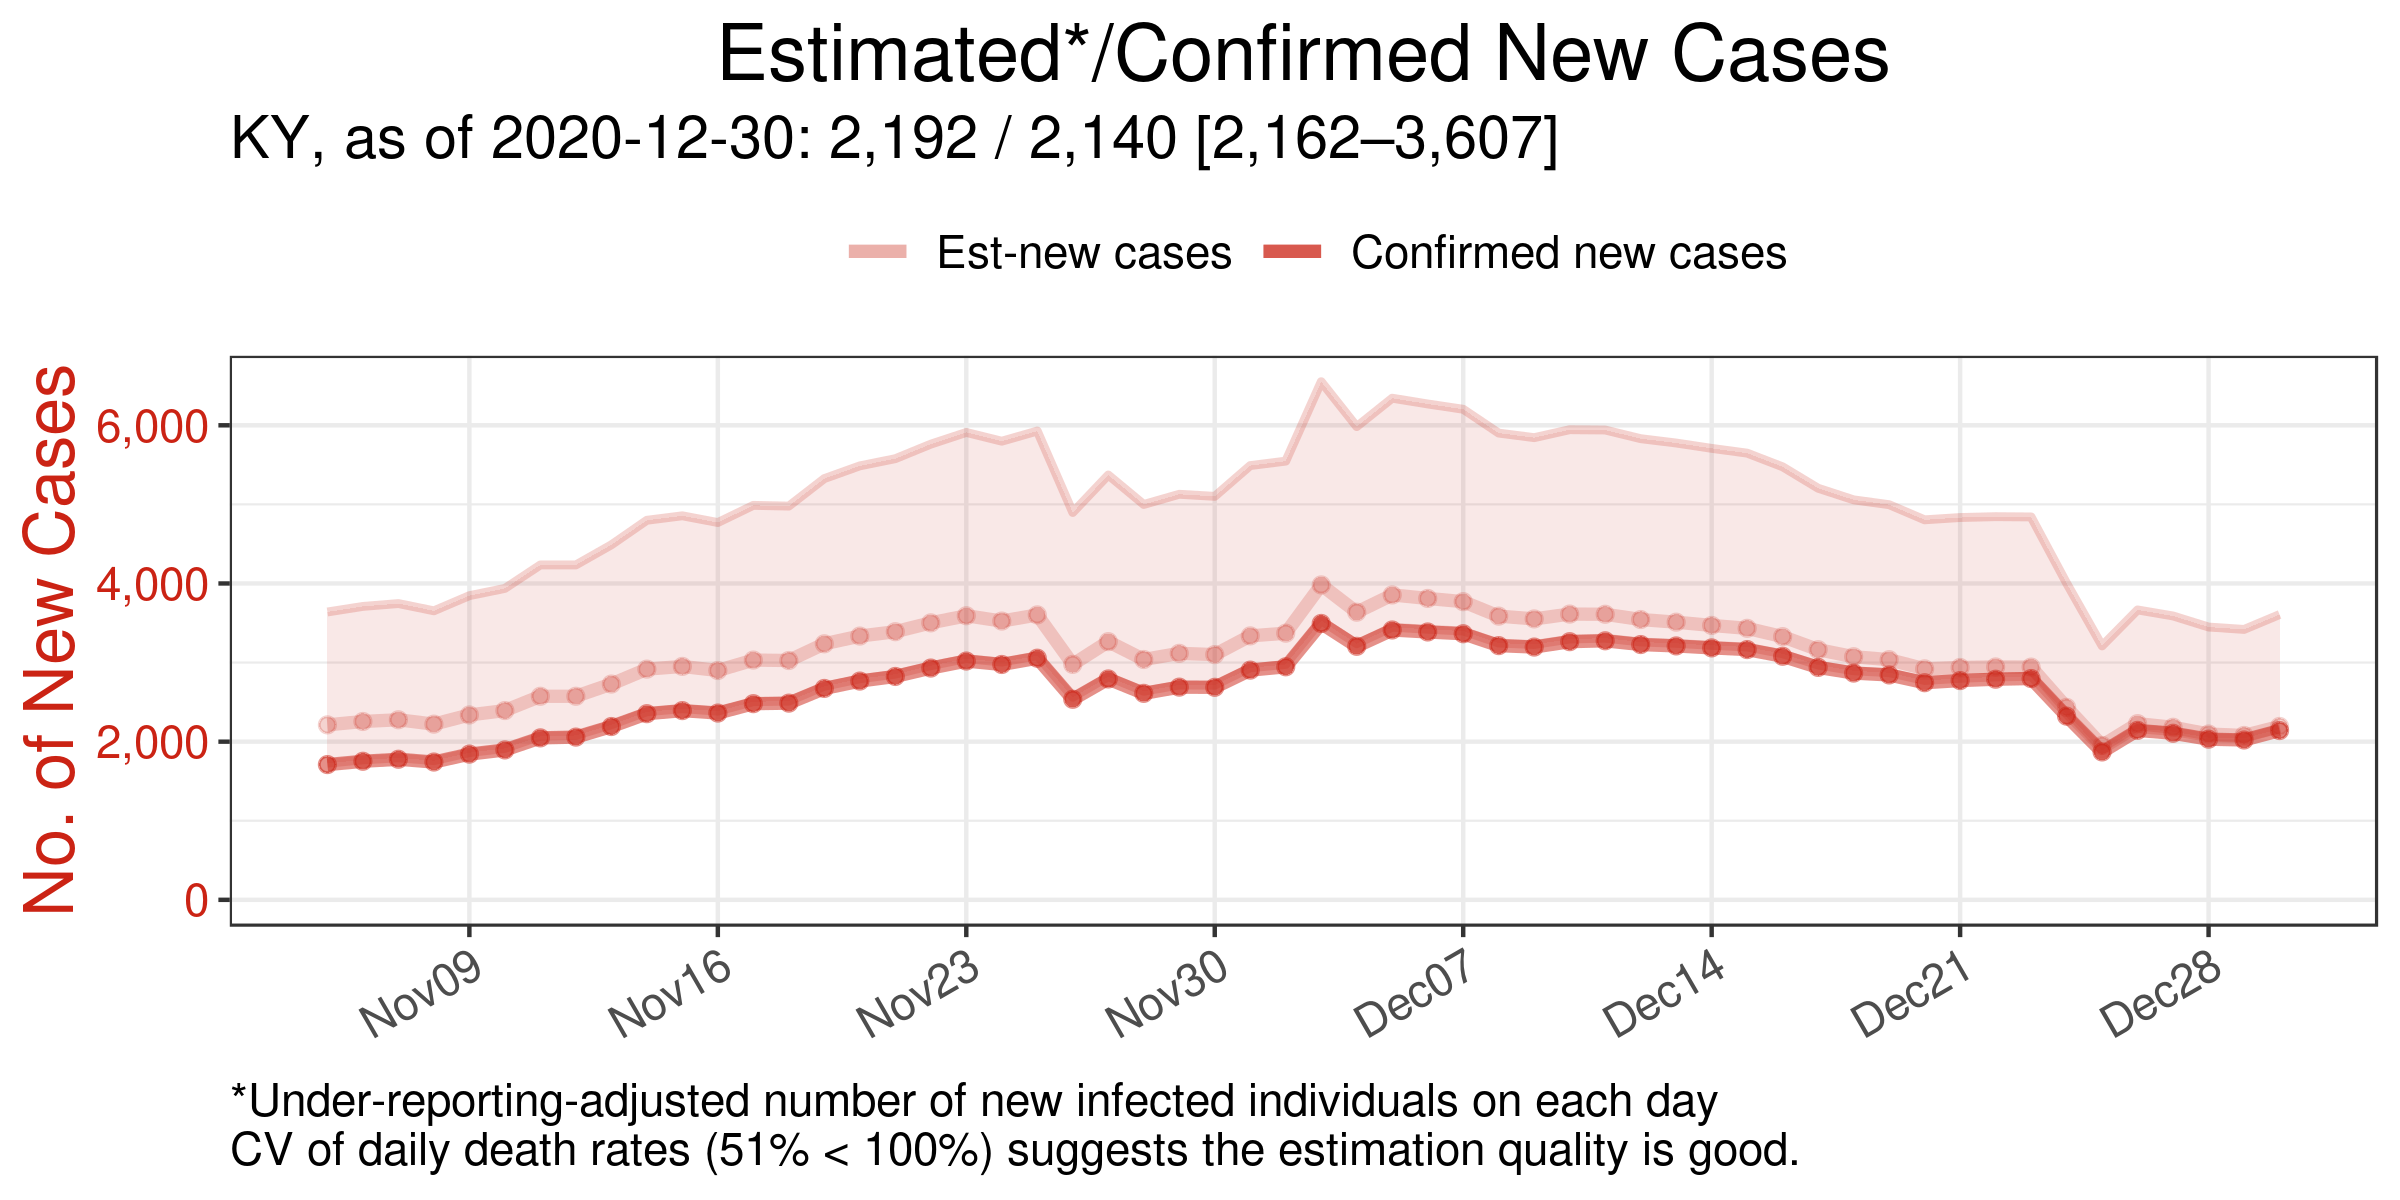 Estimated*/Confirmed New Cases
KY, as of 2020-12-30: 2,192 / 2,140 [2,162–3,607]
Est-new cases
Confirmed new cases
No. of New Cases
6,000
4,000
2,000
0
Nov09
Nov16
Nov23
Nov30
Dec07
Dec14
Dec21
Dec28
*Under-reporting-adjusted number of new infected individuals on each day
CV of daily death rates (51% < 100%) suggests the estimation quality is good.